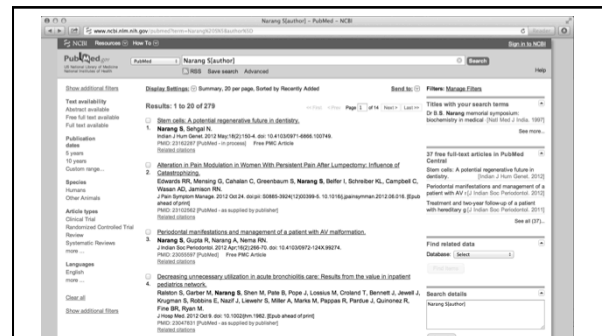 Narang S[author] - PubMed - NCBI
www.ncbi.nlm.nih.gov/pubmed?term=Narang%20S%5Bauthor%5D
Reader
NCBI Resources How To
Sign in to NCBI
PubMed.gov
US National Library of Medicine
National Institutes of Health
PubMed
Narang S[author]
Search
RSS Save search Advanced
Help
Show additional filters
Text availability
Abstract available
Free full text available
Full text available
Publication
dates
5 years
10 years
Custom range...
Species
Humans
Other Animals
Article types
Clinical Trial
Randomized Controlled Trial
Review
Systematic Reviews
more ...
Languages
English
more ...
Clear all
Show additional filters
Display Settings: Summary, 20 per page, Sorted by Recently Added
Send to:
Results: 1 to 20 of 279
<< First < Prev Page 1 of 14 Next > Last >>
Stem cells: A potential regenerative future in dentistry.
1. Narang S, Sehgal N.
Indian J Hum Genet. 2012 May;18(2):150-4. doi: 10.4103/0971-6866.100749.
PMID: 23162287 [PubMed - in process] Free PMC Article
Related citations
Alteration in Pain Modulation in Women With Persistent Pain After Lumpectomy: Influence of
2. Catastrophizing.
Edwards RR, Mensing G, Cahalan C, Greenbaum S, Narang S, Belfer I, Schreiber KL, Campbell C,
Wasan AD, Jamison RN.
J Pain Symptom Manage. 2012 Oct 24. doi:pii: S0885-3924(12)00399-5. 10.1016/j.jpainsymman.2012.06.016. [Epub
ahead of print]
PMID: 23102562 [PubMed - as supplied by publisher]
Related citations
Periodontal manifestations and management of a patient with AV malformation.
3. Narang S, Gupta R, Narang A, Nema RN.
J Indian Soc Periodontol. 2012 Apr;16(2):266-70. doi: 10.4103/0972-124X.99274.
PMID: 23055597 [PubMed] Free PMC Article
Related citations
Decreasing unnecessary utilization in acute bronchiolitis care: Results from the value in inpatient
4. pediatrics network.
Ralston S, Garber M, Narang S, Shen M, Pate B, Pope J, Lossius M, Croland T, Bennett J, Jewell J,
Krugman S, Robbins E, Nazif J, Liewehr S, Miller A, Marks M, Pappas R, Pardue J, Quinonez R,
Fine BR, Ryan M.
J Hosp Med. 2012 Oct 9. doi: 10.1002/jhm.1982. [Epub ahead of print]
PMID: 23047831 [PubMed - as supplied by publisher]
Filters: Manage Filters
Titles with your search terms
Dr B.S. Narang memorial symposium:
biochemistry in medical [Natl Med J India. 1997]
See more...
37 free full-text articles in PubMed
Central
Stem cells: A potential regenerative future in
dentistry. [Indian J Hum Genet. 2012]
Periodontal manifestations and management of a
patient with AV [J Indian Soc Periodontol. 2012]
Treatment and two-year follow-up of a patient
with hereditary g [J Indian Soc Periodontol. 2011]
See all (37)...
Find related data
Database: Select
Find items
Search details
Narang S[author]